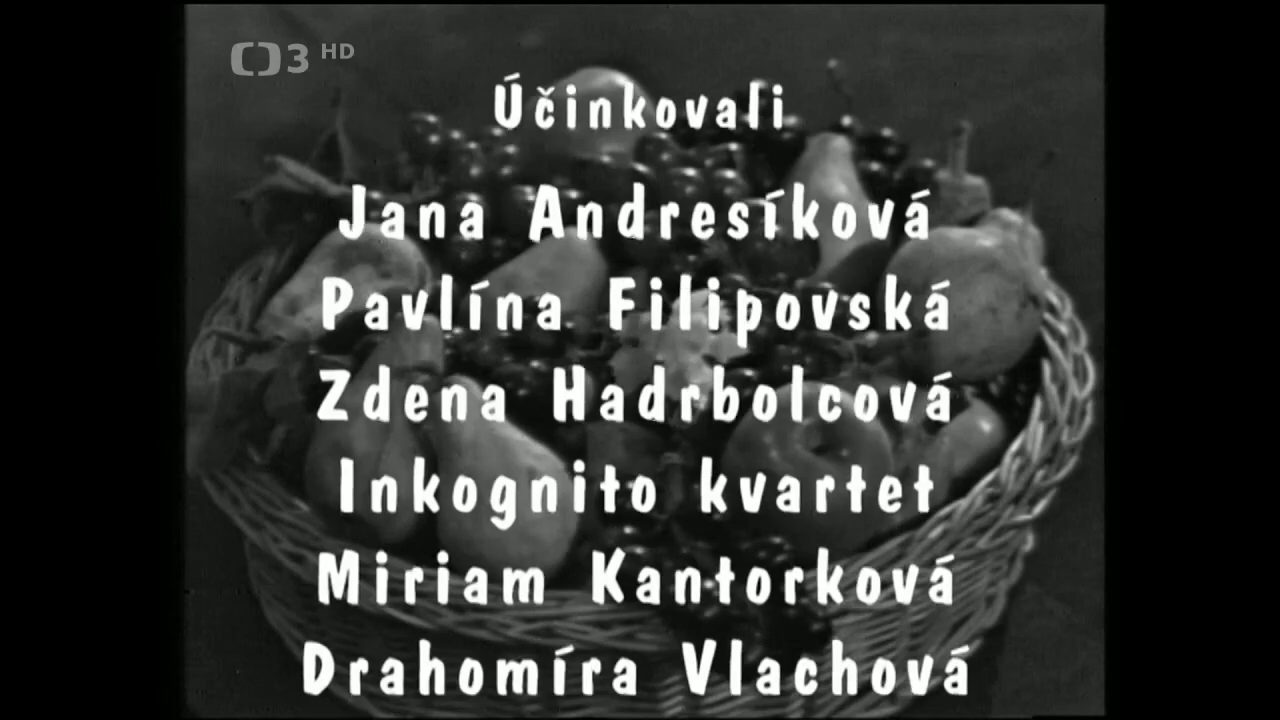 ČT3 HD
Účinkovali
Jana Andresíková
Pavlína Filipovská
Zdena Hadrbolcová
Inkognito kvartet
Miriam Kantorková
Drahomíra Vlachová